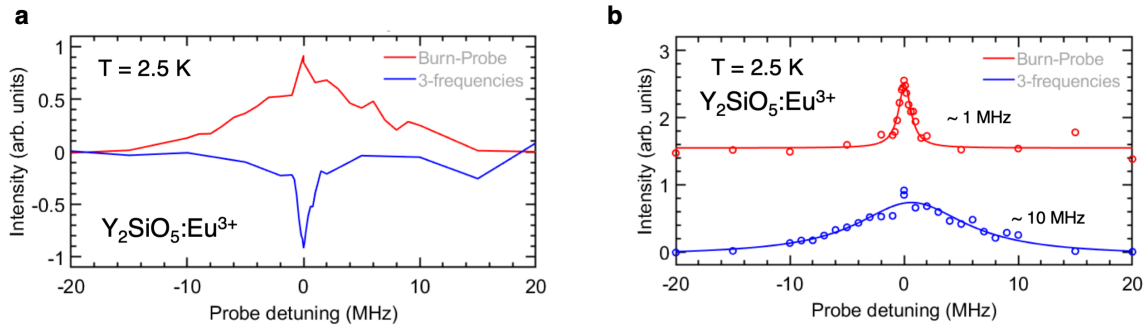 a
1
0.5
0
-0.5
-1
Intensity (arb. units)
T = 2.5 K
Burn-Probe
3-frequencies
Y₂SiO₅:Eu³⁺
-20
-10
0
10
20
Probe detuning (MHz)
b
3
2
1
0
Intensity (arb. units)
T = 2.5 K
Y₂SiO₅:Eu³⁺
Burn-Probe
3-frequencies
~ 1 MHz
~ 10 MHz
-20
-10
0
10
20
Probe detuning (MHz)